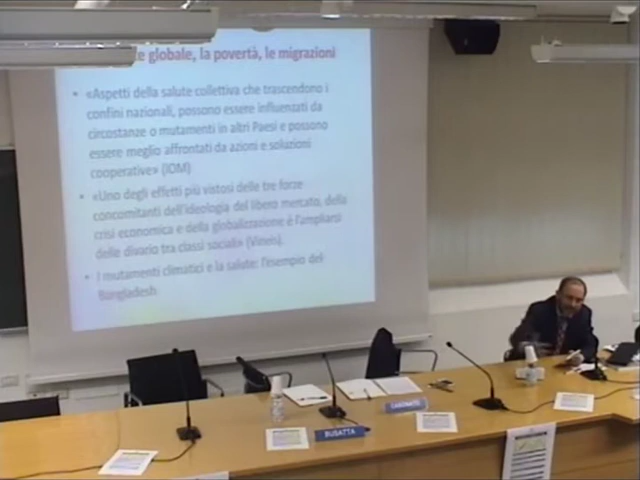 e globale, la povertà, le migrazioni
• «Aspetti della salute collettiva che trascendono i
confini nazionali, possono essere influenzati da
circostanze o mutamenti in altri Paesi e possono
essere meglio affrontati da azioni e soluzioni
cooperative» (IOM)
• «Uno degli effetti più vistosi delle tre forze
concomitanti dell'ideologia del libero mercato, della
crisi economica e della globalizzazione è l'ampliarsi
delle divario tra classi sociali» (Vineis).
• I mutamenti climatici e la salute: l'esempio del
Bangladesh
BUSATTA